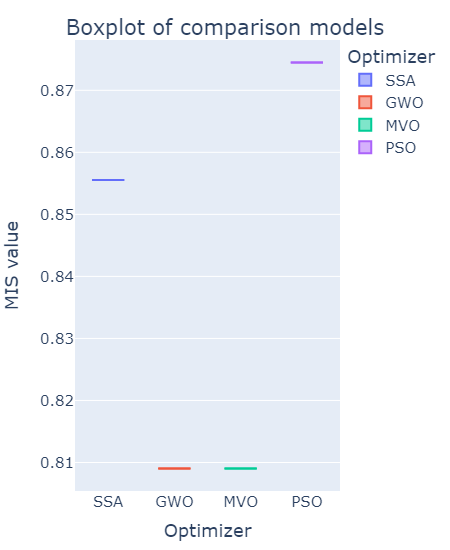 Boxplot of comparison models
Optimizer
SSA
GWO
MVO
PSO
MIS value
0.87
0.86
0.85
0.84
0.83
0.82
0.81
SSA GWO MVO PSO
Optimizer